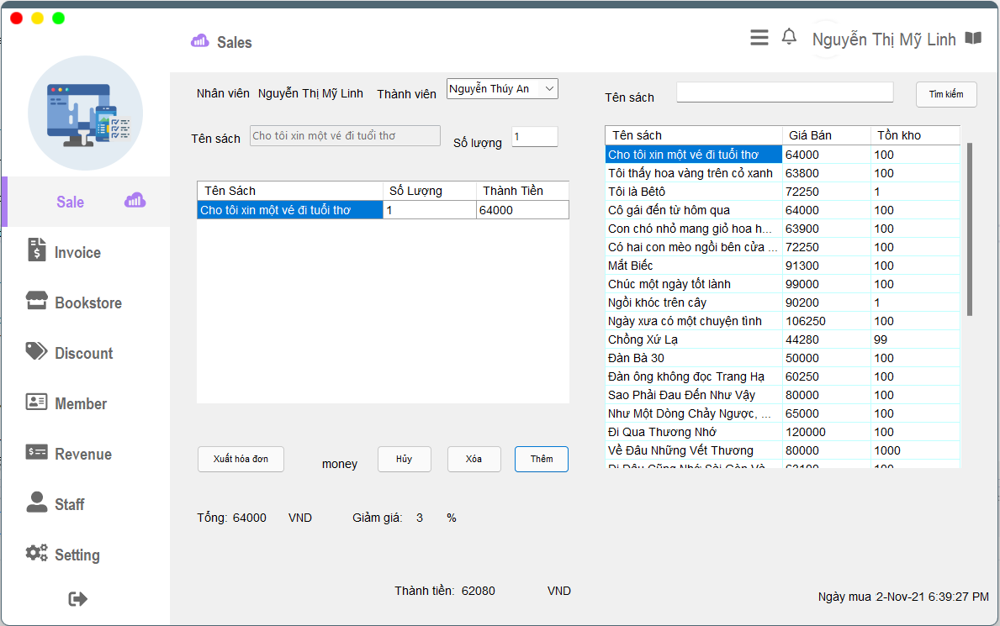 Sales
Nguyễn Thị Mỹ Linh
Sale
Invoice
Bookstore
Discount
Member
Revenue
Staff
Setting
Nhân viên Nguyễn Thị Mỹ Linh Thành viên Nguyễn Thúy An
Tên sách Cho tôi xin một vé đi tuổi thơ Số lượng 1
Tên Sách Số Lượng Thành Tiền
Cho tôi xin một vé đi tuổi thơ 1 64000
Xuất hóa đơn money Hủy Xóa Thêm
Tổng: 64000 VND Giảm giá: 3 %
Thành tiền: 62080 VND
Tên sách Tìm kiếm
Tên sách Giá Bán Tồn kho
Cho tôi xin một vé đi tuổi thơ 64000 100
Tôi thấy hoa vàng trên cỏ xanh 63800 100
Tôi là Bêtô 72250 1
Cô gái đến từ hôm qua 64000 100
Con chó nhỏ mang giỏ hoa h... 63900 100
Có hai con mèo ngồi bên cửa ... 72250 100
Mắt Biếc 91300 100
Chúc một ngày tốt lành 99000 100
Ngồi khóc trên cây 90200 1
Ngày xưa có một chuyện tình 106250 100
Chồng Xứ Lạ 44280 99
Đàn Bà 30 50000 100
Đàn ông không đọc Trang Hạ 60250 100
Sao Phải Đau Đến Như Vậy 80000 100
Như Một Dòng Chảy Ngược, ... 65000 100
Đi Qua Thương Nhớ 120000 100
Về Đâu Những Vết Thương 80000 1000
Ngày mua 2-Nov-21 6:39:27 PM